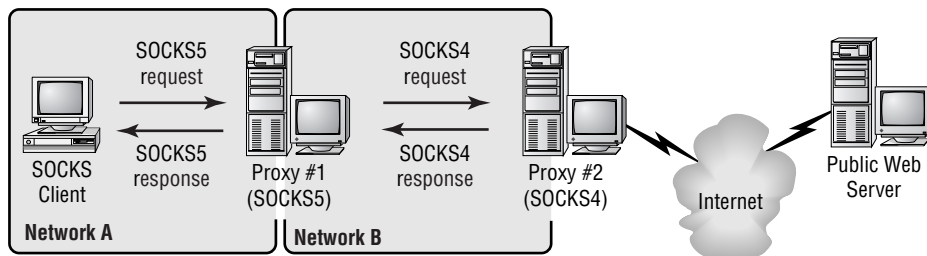 SOCKS5
request
SOCKS5
response
SOCKS
Client
Network A
Proxy #1
(SOCKS5)
SOCKS4
request
SOCKS4
response
Network B
Proxy #2
(SOCKS4)
Internet
Public Web
Server